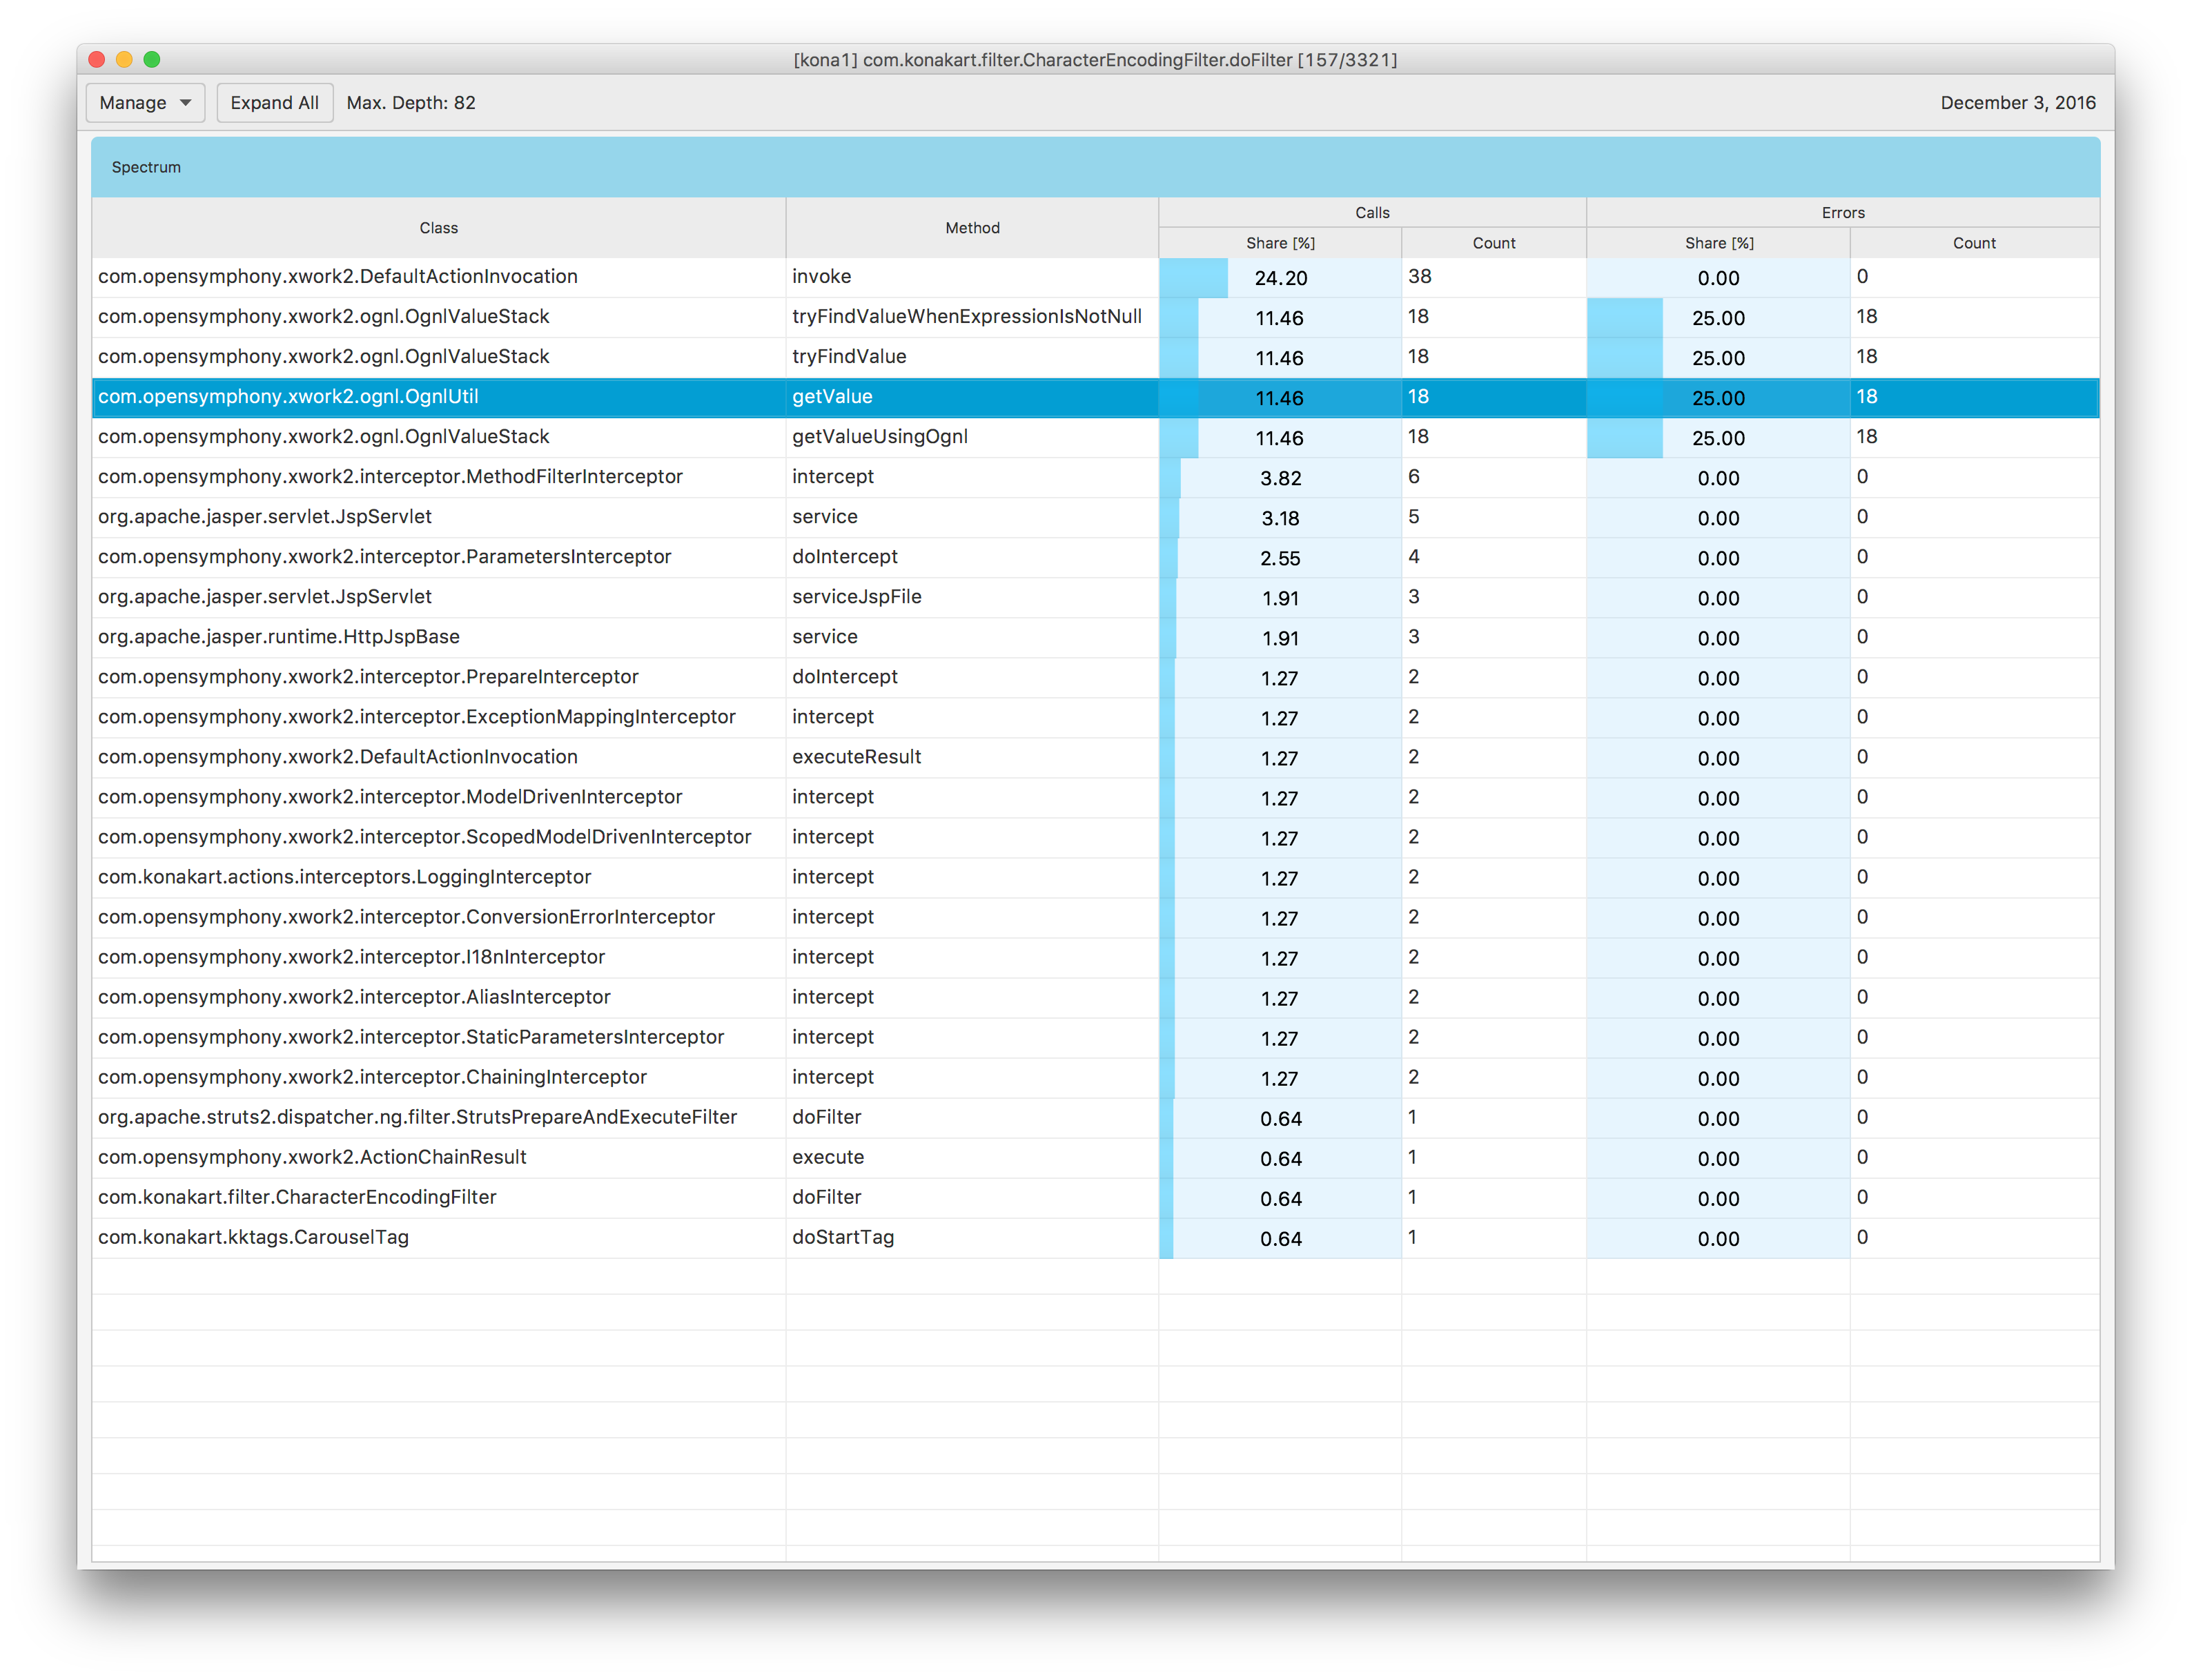 [kona1] com.konakart.filter.CharacterEncodingFilter.doFilter [157/3321]
Manage Expand All Max. Depth: 82 December 3, 2016
Spectrum
Class Method Calls Errors
Share [%] Count Share [%] Count
com.opensymphony.xwork2.DefaultActionInvocation invoke 24.20 38 0.00 0
com.opensymphony.xwork2.ognl.OgnlValueStack tryFindValueWhenExpressionIsNotNull 11.46 18 25.00 18
com.opensymphony.xwork2.ognl.OgnlValueStack tryFindValue 11.46 18 25.00 18
com.opensymphony.xwork2.ognl.OgnlUtil getValue 11.46 18 25.00 18
com.opensymphony.xwork2.ognl.OgnlValueStack getValueUsingOgnl 11.46 18 25.00 18
com.opensymphony.xwork2.interceptor.MethodFilterInterceptor intercept 3.82 6 0.00 0
org.apache.jasper.servlet.JspServlet service 3.18 5 0.00 0
com.opensymphony.xwork2.interceptor.ParametersInterceptor doIntercept 2.55 4 0.00 0
org.apache.jasper.servlet.JspServlet serviceJspFile 1.91 3 0.00 0
org.apache.jasper.runtime.HttpJspBase service 1.91 3 0.00 0
com.opensymphony.xwork2.interceptor.PrepareInterceptor doIntercept 1.27 2 0.00 0
com.opensymphony.xwork2.interceptor.ExceptionMappingInterceptor intercept 1.27 2 0.00 0
com.opensymphony.xwork2.DefaultActionInvocation executeResult 1.27 2 0.00 0
com.opensymphony.xwork2.interceptor.ModelDrivenInterceptor intercept 1.27 2 0.00 0
com.opensymphony.xwork2.interceptor.ScopedModelDrivenInterceptor intercept 1.27 2 0.00 0
com.konakart.actions.interceptors.LoggingInterceptor intercept 1.27 2 0.00 0
com.opensymphony.xwork2.interceptor.ConversionErrorInterceptor intercept 1.27 2 0.00 0
com.opensymphony.xwork2.interceptor.I18nInterceptor intercept 1.27 2 0.00 0
com.opensymphony.xwork2.interceptor.AliasInterceptor intercept 1.27 2 0.00 0
com.opensymphony.xwork2.interceptor.StaticParametersInterceptor intercept 1.27 2 0.00 0
com.opensymphony.xwork2.interceptor.ChainingInterceptor intercept 1.27 2 0.00 0
org.apache.struts2.dispatcher.ng.filter.StrutsPrepareAndExecuteFilter doFilter 0.64 1 0.00 0
com.opensymphony.xwork2.ActionChainResult execute 0.64 1 0.00 0
com.konakart.filter.CharacterEncodingFilter doFilter 0.64 1 0.00 0
com.konakart.kktags.CarouselTag doStartTag 0.64 1 0.00 0